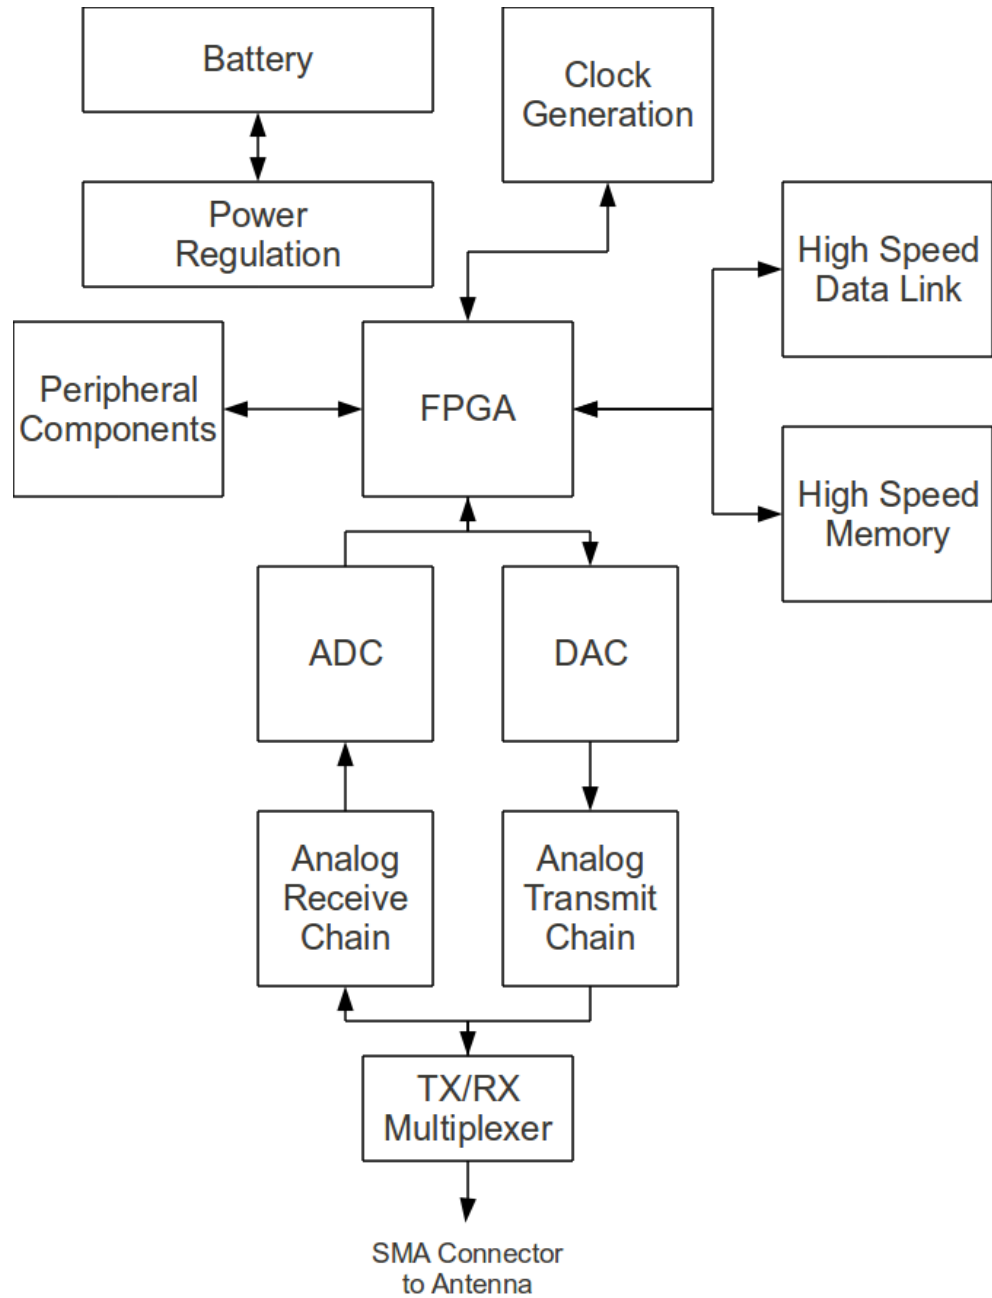 Battery
Clock
Generation
Power
Regulation
High Speed
Data Link
Peripheral
Components
FPGA
High Speed
Memory
ADC
DAC
Analog
Receive
Chain
Analog
Transmit
Chain
TX/RX
Multiplexer
SMA Connector
to Antenna